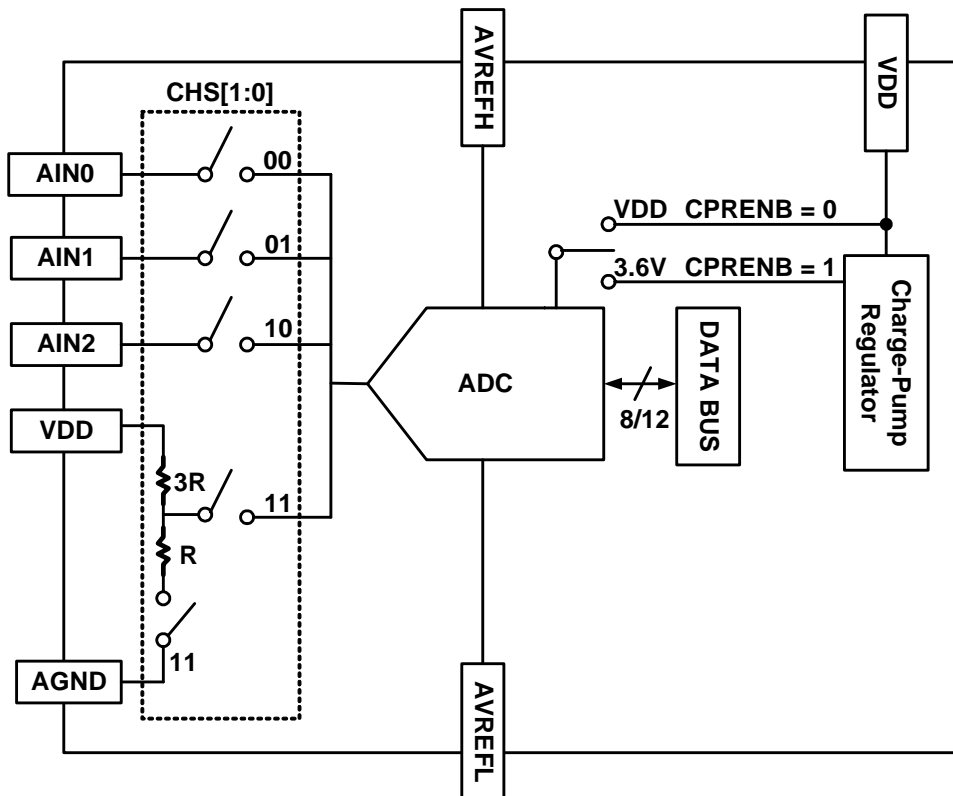 AVREFH
VDD
CHS[1:0]
AIN0
00
VDD CPRENB = 0
AIN1
01
3.6V CPRENB = 1
AIN2
10
ADC
8/12
DATA BUS
Charge-Pump
Regulator
VDD
3R
11
R
11
AGND
AVREFL